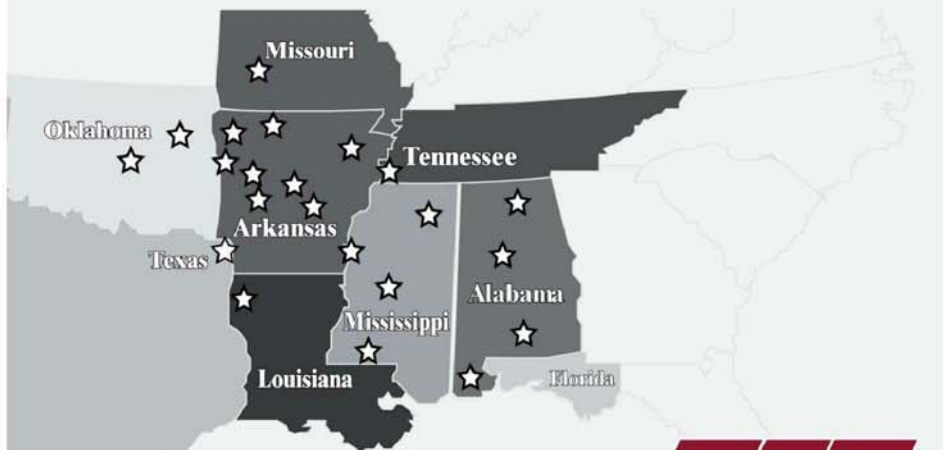 Missouri
Oklahoma
Tennessee
Arkansas
Texas
Alabama
Mississippi
Louisiana
Florida